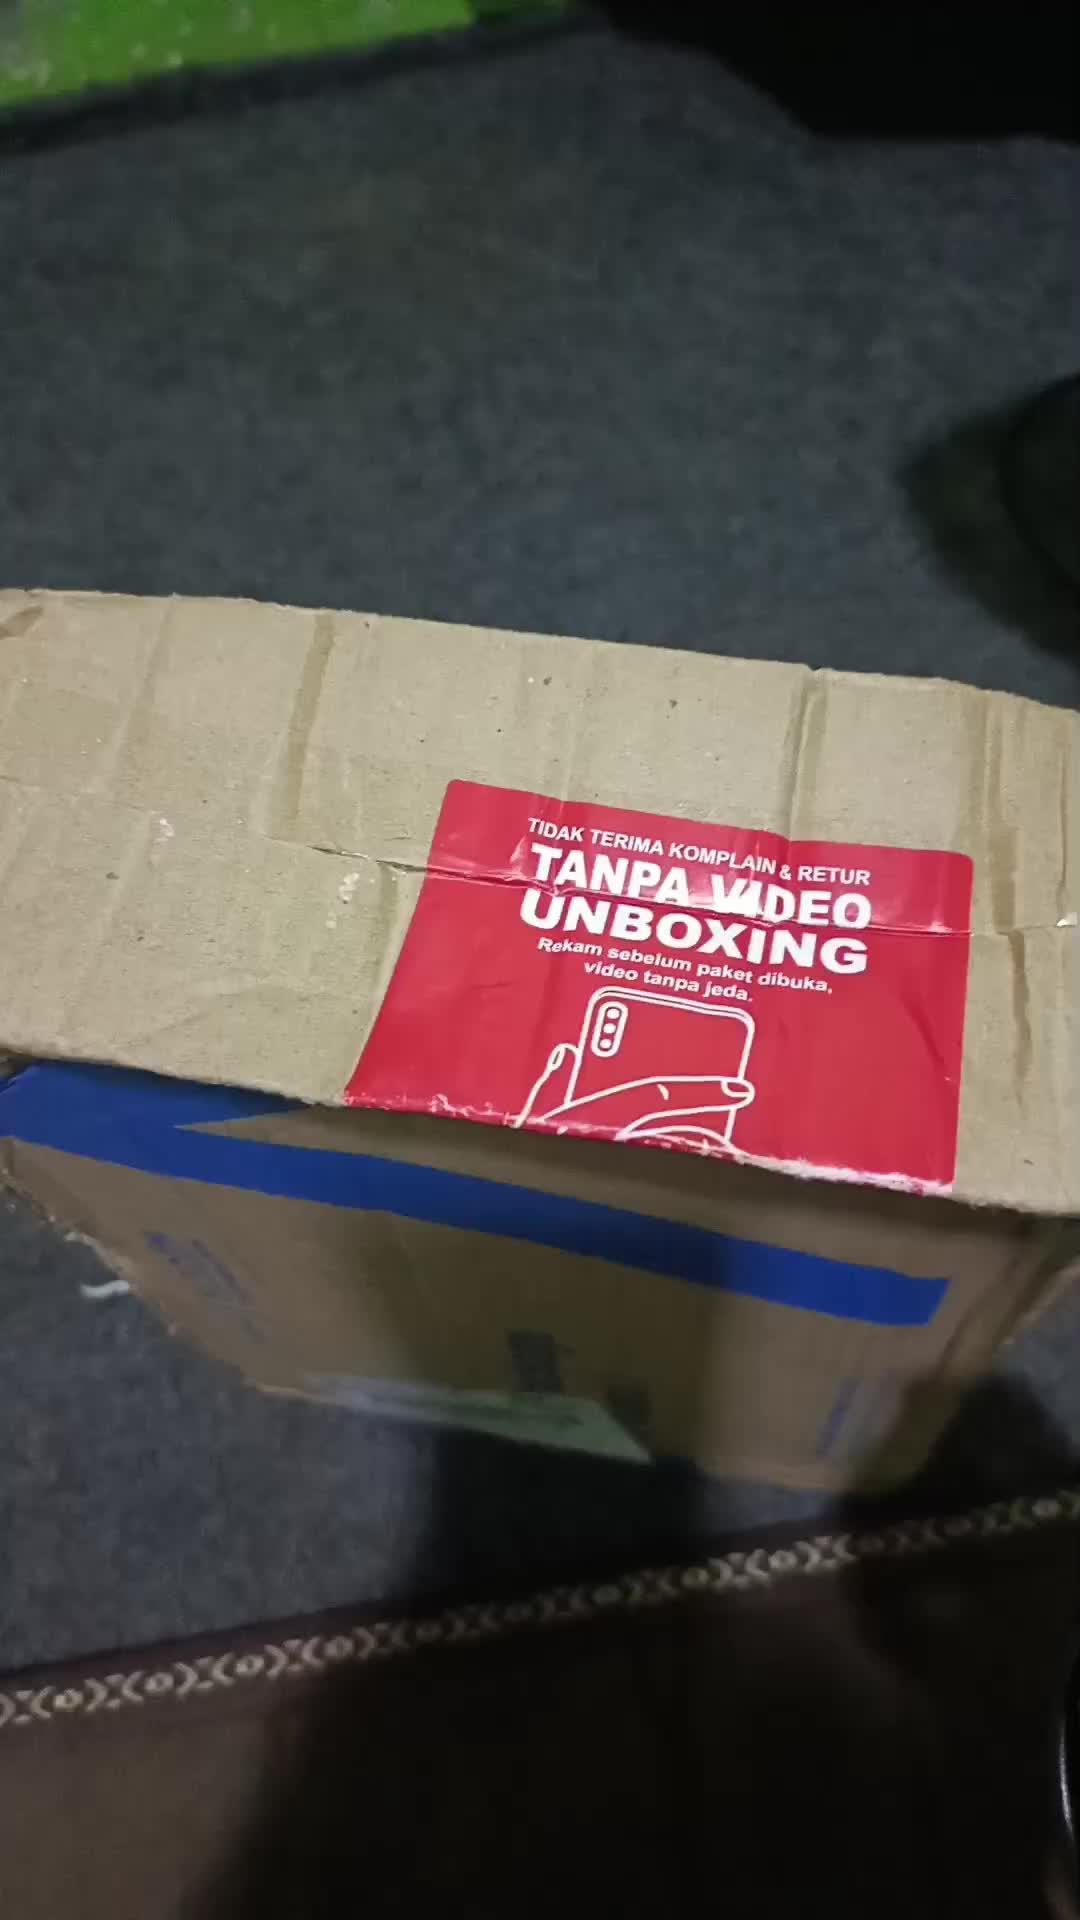 TIDAK TERIMA KOMPLAIN & RETUR
TANPA VIDEO
UNBOXING
Rekam sebelum paket dibuka,
video tanpa jeda.